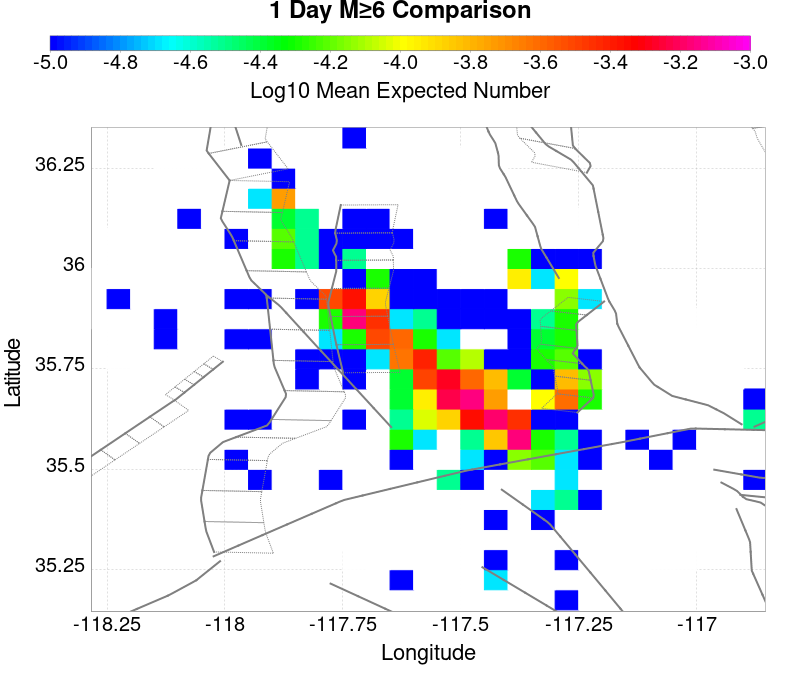 1 Day M≥6 Comparison
-5.0 -4.8 -4.6 -4.4 -4.2 -4.0 -3.8 -3.6 -3.4 -3.2 -3.0
Log10 Mean Expected Number
36.25
36
35.75
Latitude
35.5
35.25
-118.25 -118 -117.75 -117.5 -117.25 -117
Longitude